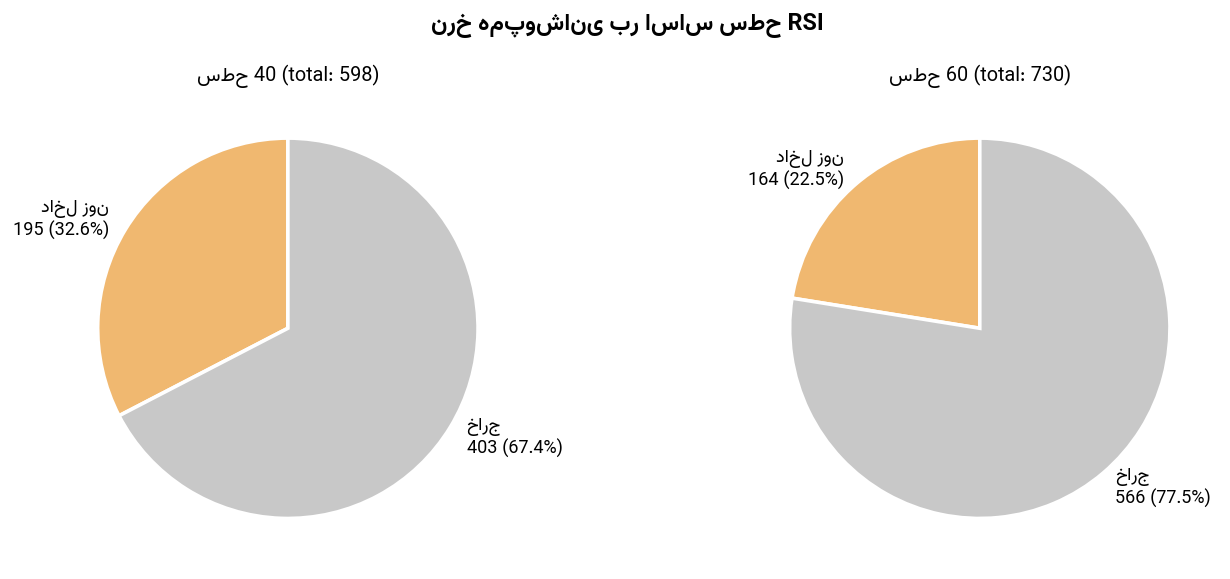 نرخ همپوشانی بر اساس سطح RSI
سطح 40 (total: 598)
سطح 60 (total: 730)
داخل زون
195 (32.6%)
خارج
403 (67.4%)
داخل زون
164 (22.5%)
خارج
566 (77.5%)